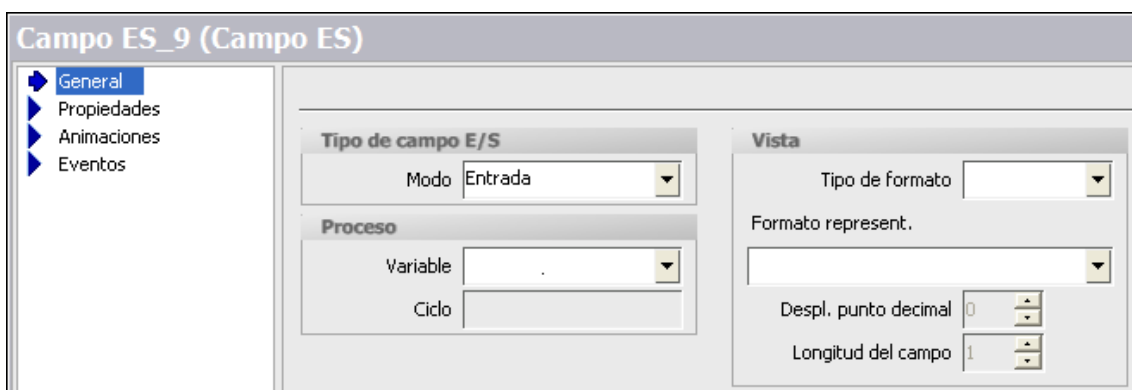 Campo ES_9 (Campo ES)
General
Propiedades
Animaciones
Eventos
Tipo de campo E/S
Modo Entrada
Proceso
Variable .
Ciclo
Vista
Tipo de formato
Formato represent.
Despl. punto decimal 0
Longitud del campo 1